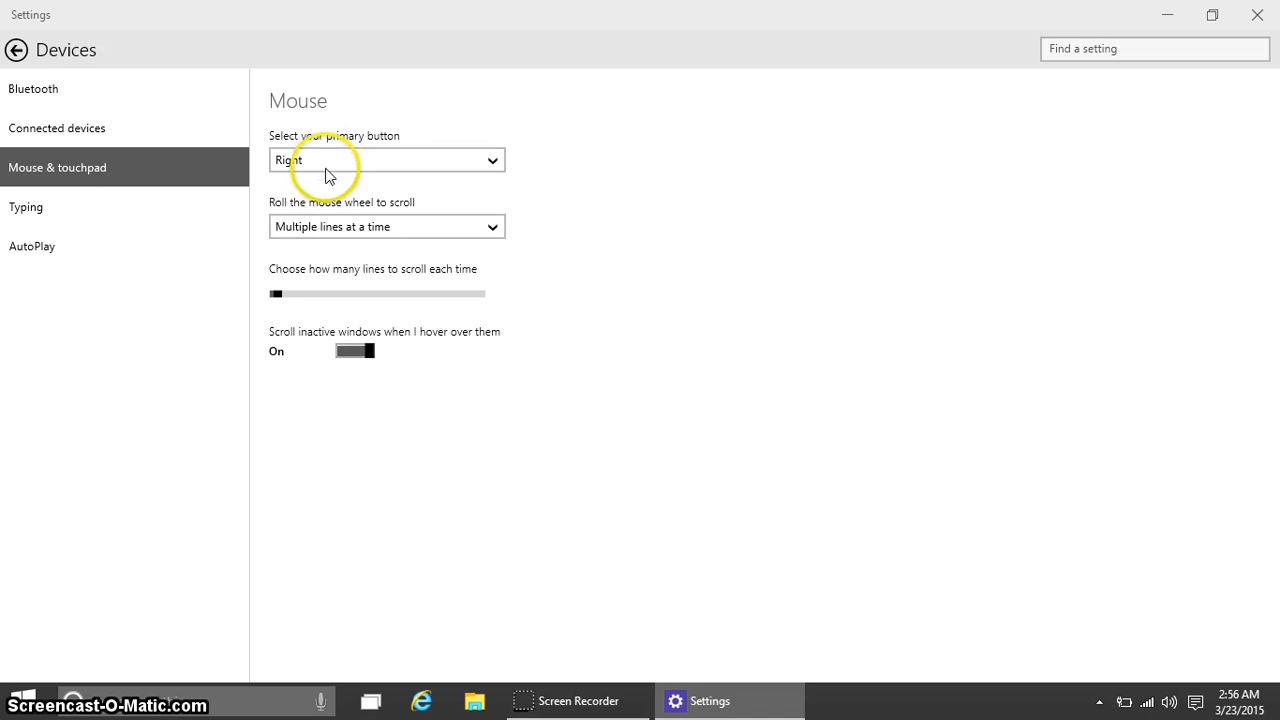 Settings
Devices
Find a setting
Bluetooth
Connected devices
Mouse & touchpad
Typing
AutoPlay
Mouse
Select your primary button
Right
Roll the mouse wheel to scroll
Multiple lines at a time
Choose how many lines to scroll each time
Scroll inactive windows when I hover over them
On
Screencast-O-Matic.com
Screen Recorder
Settings
2:56 AM
3/23/2015